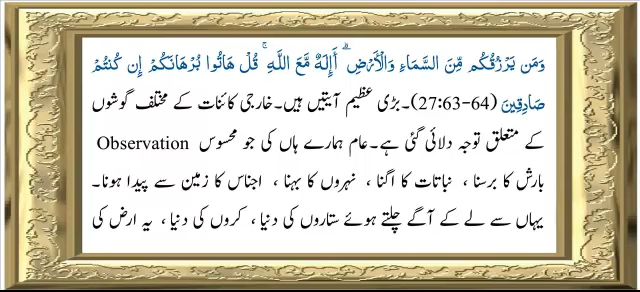 وَمَن يَرْزُقُكُم مِّنَ السَّمَاءِ وَالْأَرْضِ ۗ أَإِلَٰهٌ مَّعَ اللَّهِ ۚ قُلْ هَاتُوا بُرْهَانَكُمْ إِن كُنتُمْ
صَادِقِينَ (27:63-64)۔بڑی عظیم آیتیں ہیں۔خارجی کائنات کے مختلف گوشوں
کے متعلق توجہ دلائی گئی ہے۔عام ہمارے ہاں کی جو محسوس Observation
بارش کا برسنا ، نباتات کا اگنا ، نہروں کا بہنا ، اجناس کا زمین سے پیدا ہونا۔
یہاں سے لے کے آگے چلتے ہوئے ستاروں کی دنیا ، کروں کی دنیا ، یہ ارض کی